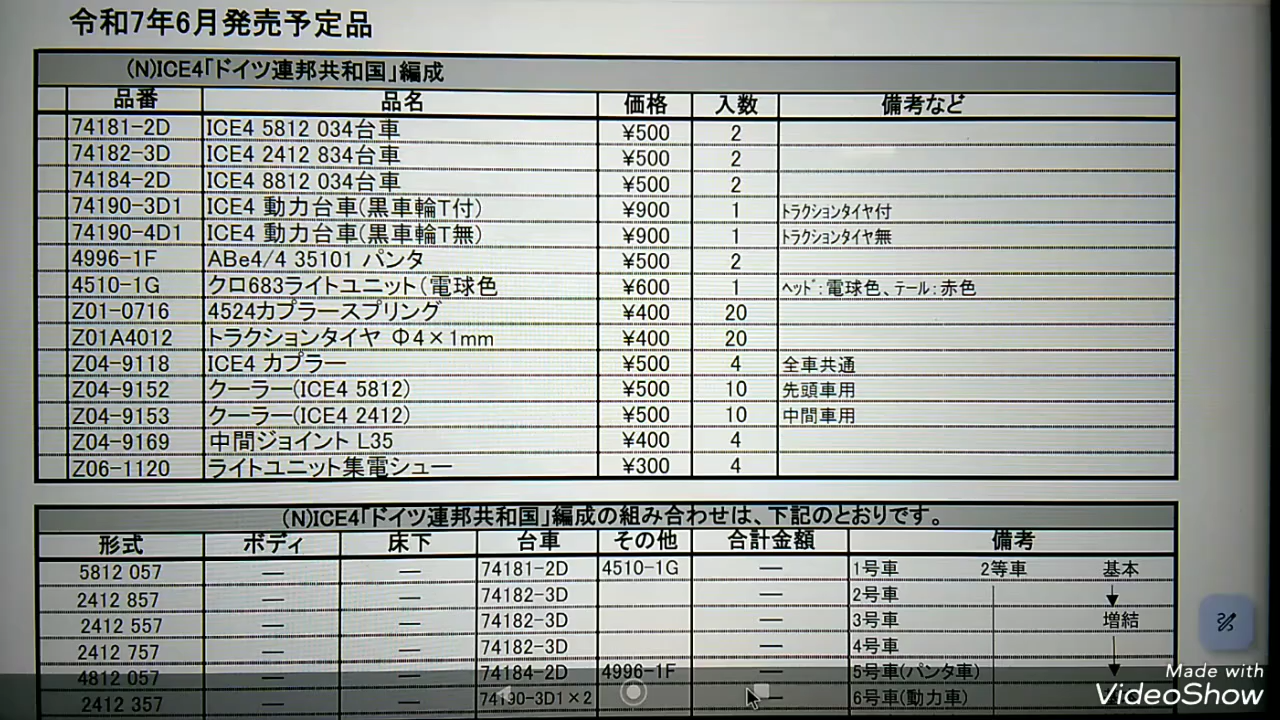 令和7年6月発売予定品
(N)ICE4｢ドイツ連邦共和国｣編成
品番 品名 価格 入数 備考など
74181-2D ICE4 5812 034台車 ¥500 2
74182-3D ICE4 2412 834台車 ¥500 2
74184-2D ICE4 8812 034台車 ¥500 2
74190-3D1 ICE4 動力台車(黒車輪T付) ¥900 1 ﾄﾗｸｼｮﾝﾀｲﾔ付
74190-4D1 ICE4 動力台車(黒車輪T無) ¥900 1 ﾄﾗｸｼｮﾝﾀｲﾔ無
4996-1F ABe4/4 35101 パンタ ¥500 2
4510-1G クロ683ライトユニット(電球色 ¥600 1 ﾍｯﾄﾞ:電球色､ﾃｰﾙ:赤色
Z01-0716 4524カプラースプリング ¥400 20
Z01A4012 トラクションタイヤ Φ4×1mm ¥400 20
Z04-9118 ICE4 カプラー ¥500 4 全車共通
Z04-9152 クーラー(ICE4 5812) ¥500 10 先頭車用
Z04-9153 クーラー(ICE4 2412) ¥500 10 中間車用
Z04-9169 中間ジョイント L35 ¥400 4
Z06-1120 ライトユニット集電シュー ¥300 4
(N)ICE4｢ドイツ連邦共和国｣編成の組み合わせは、下記のとおりです。
形式 ボディ 床下 台車 その他 合計金額 備考
5812 057 — — 74181-2D 4510-1G — 1号車 2等車 基本
2412 857 — — 74182-3D — 2号車
2412 557 — — 74182-3D — 3号車 増結
2412 757 — — 74182-3D — 4号車
4812 057 — — 74184-2D 4996-1F — 5号車(パンタ車)
2412 357 — — 74190-3D1×2 — 6号車(動力車)
Made with
VideoShow